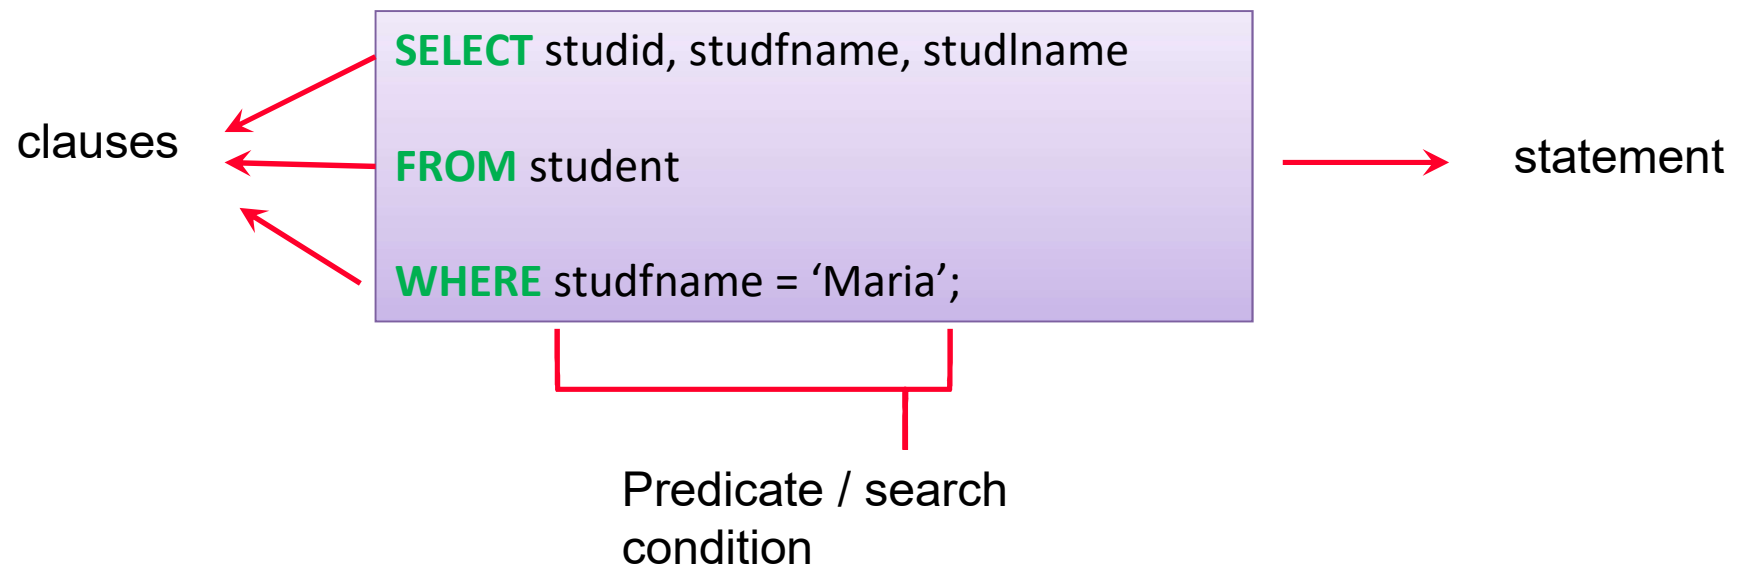 SELECT studid, studfname, studlname
clauses
FROM student
statement
WHERE studfname = ‘Maria’;
Predicate / search
condition